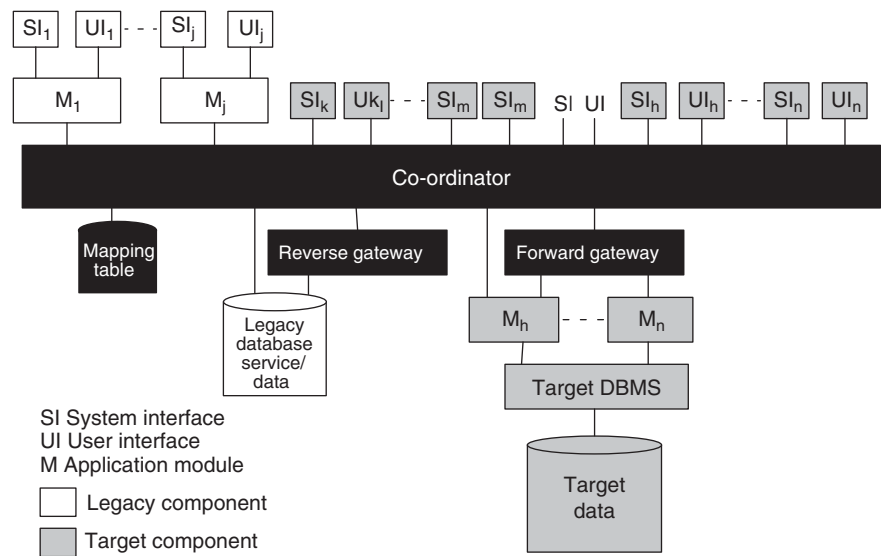 SI₁ UI₁ SIⱼ UIⱼ
M₁ Mⱼ
SIₖ Ukₗ SIₘ SIₘ SI UI SIₕ UIₕ SIₙ UIₙ
Co-ordinator
Mapping
table
Reverse gateway
Forward gateway
Legacy
database
service/
data
Mₕ Mₙ
Target DBMS
Target
data
SI System interface
UI User interface
M Application module
Legacy component
Target component